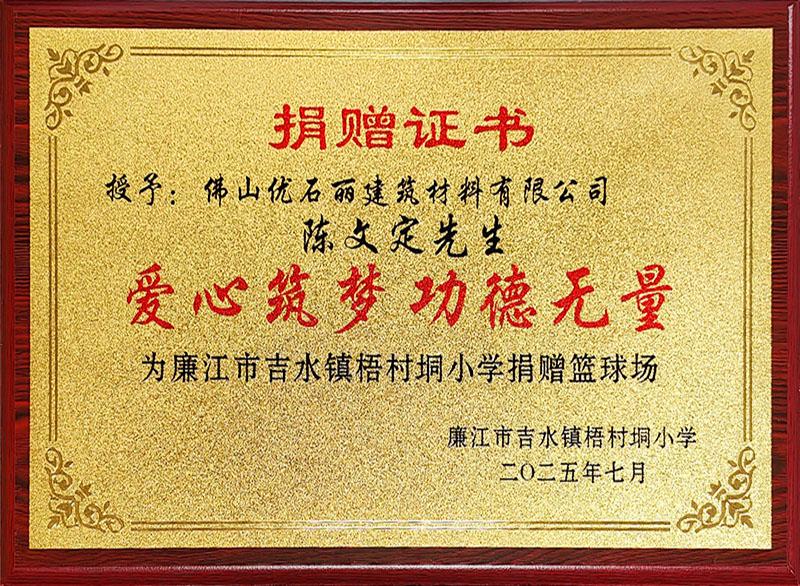 捐赠证书
授予：佛山优石丽建筑材料有限公司
陈文定先生
爱心筑梦 功德无量
为廉江市吉水镇梧村垌小学捐赠篮球场
廉江市吉水镇梧村垌小学
二〇二五年七月